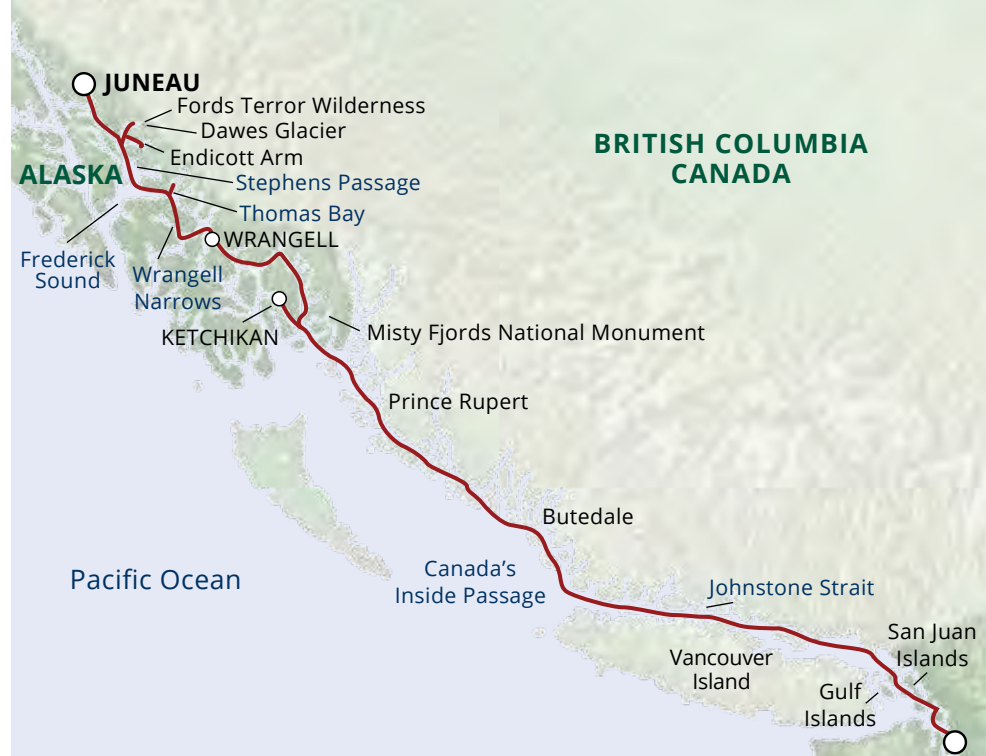 JUNEAU
Fords Terror Wilderness
Dawes Glacier
Endicott Arm
BRITISH COLUMBIA
CANADA
ALASKA
Stephens Passage
Thomas Bay
WRANGELL
Frederick
Sound
Wrangell
Narrows
KETCHIKAN
Misty Fjords National Monument
Prince Rupert
Butedale
Pacific Ocean
Canada's
Inside Passage
Johnstone Strait
San Juan
Islands
Vancouver
Island
Gulf
Islands